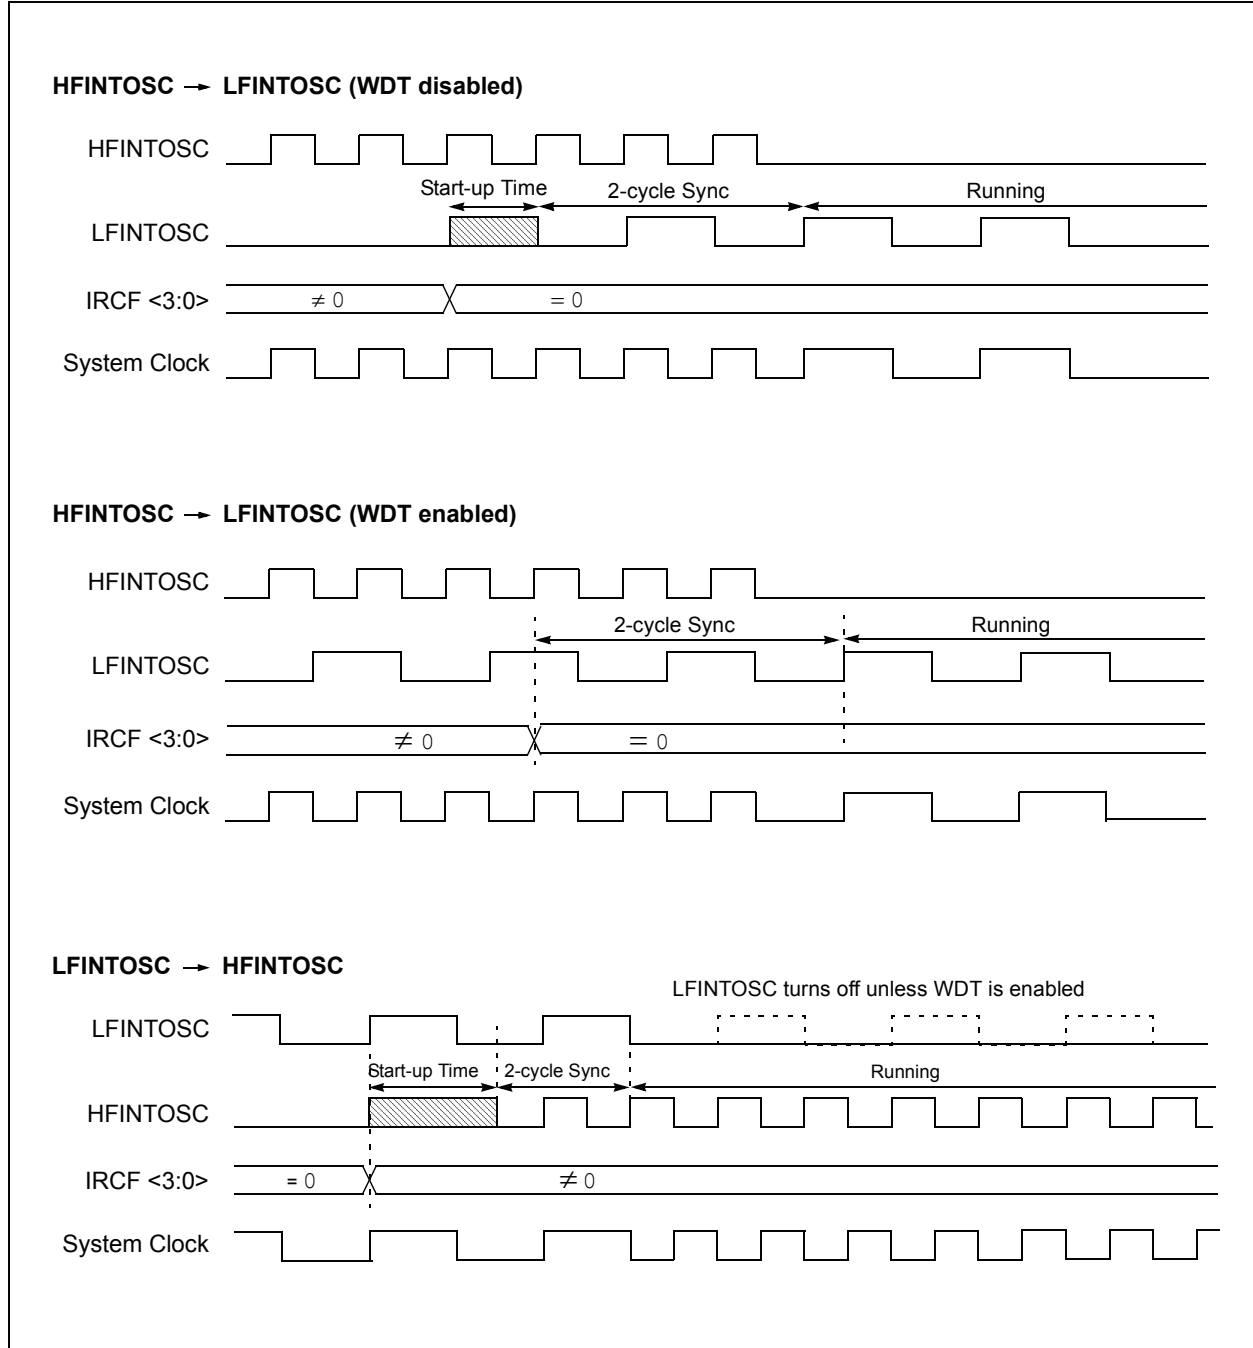 HFINTOSC → LFINTOSC (WDT disabled)
HFINTOSC
Start-up Time 2-cycle Sync Running
LFINTOSC
IRCF <3:0> ≠ 0 = 0
System Clock
HFINTOSC → LFINTOSC (WDT enabled)
HFINTOSC
2-cycle Sync Running
LFINTOSC
IRCF <3:0> ≠ 0 = 0
System Clock
LFINTOSC → HFINTOSC
LFINTOSC turns off unless WDT is enabled
LFINTOSC
Start-up Time 2-cycle Sync Running
HFINTOSC
IRCF <3:0> = 0 ≠ 0
System Clock